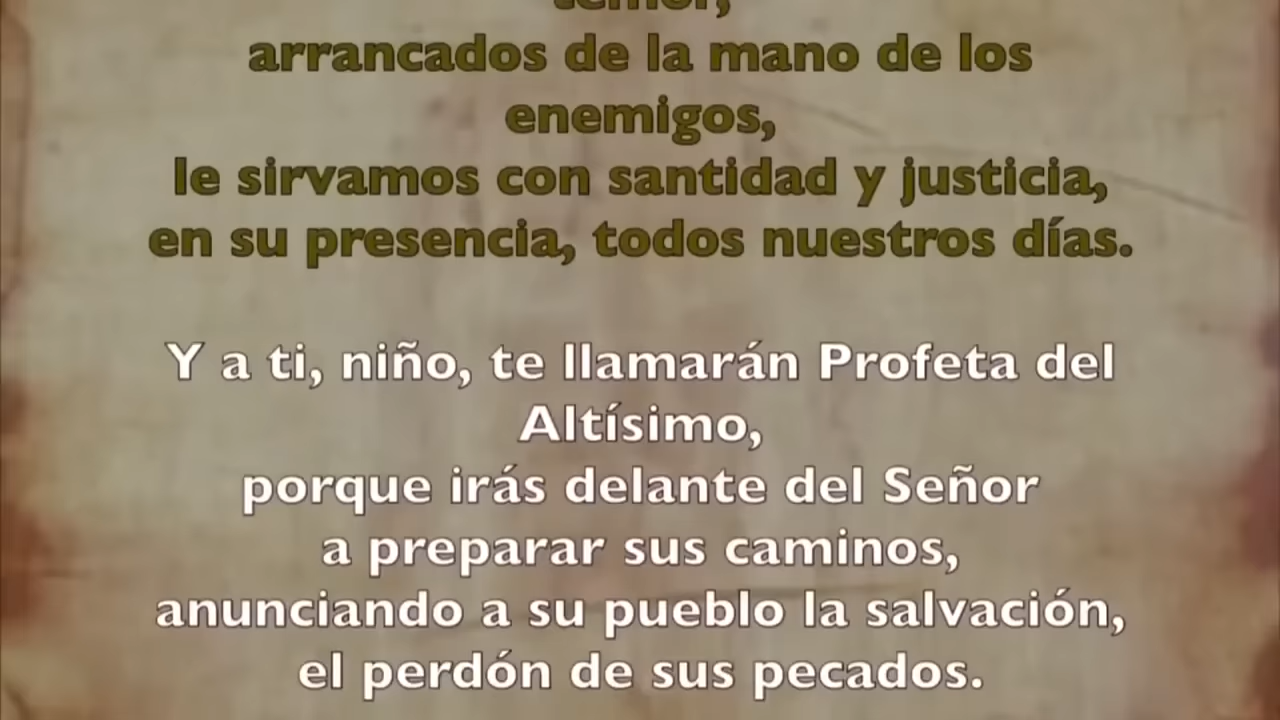 temor,
arrancados de la mano de los
enemigos,
le sirvamos con santidad y justicia,
en su presencia, todos nuestros días.
Y a ti, niño, te llamarán Profeta del
Altísimo,
porque irás delante del Señor
a preparar sus caminos,
anunciando a su pueblo la salvación,
el perdón de sus pecados.